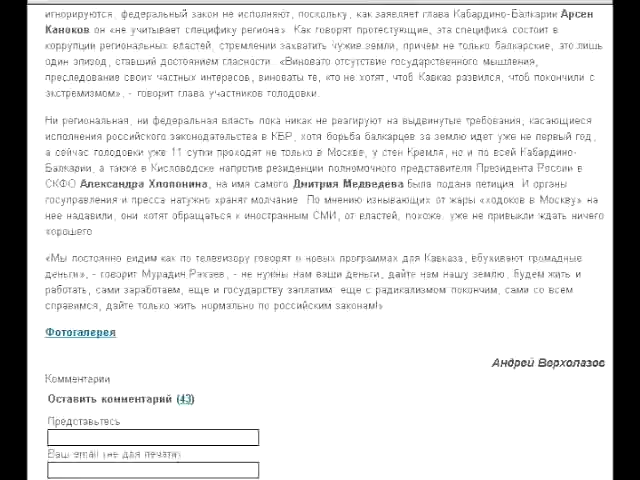 игнорируются, федеральный закон не исполняют, поскольку, как заявляет глава Кабардино-Балкарии Арсен
Каноков он «не учитывает специфику региона». Как говорят протестующие, эта специфика состоит в
коррупции региональных властей, стремлении захватить чужие земли, причем не только балкарские, это лишь
один эпизод, ставший достоянием гласности. «Виновато отсутствие государственного мышления,
преследование своих частных интересов, виноваты те, кто не хотят, чтоб Кавказ развился, чтоб покончили с
экстремизмом», - говорит глава участников голодовки.
Ни региональная, ни федеральная власть пока никак не реагируют на выдвинутые требования, касающиеся
исполнения российского законодательства в КБР, хотя борьба балкарцев за землю идет уже не первый год,
а сейчас голодовки уже 11 сутки проходят не только в Москве, у стен Кремля, но и по всей Кабардино-
Балкарии, а также в Кисловодске напротив резиденции полномочного представителя Президента России в
СКФО Александра Хлопонина, на имя самого Дмитрия Медведева была подана петиция. И органы
госуправления и пресса натужно хранят молчание. По мнению изнывающих от жары «ходоков в Москву» на
нее надавили, они хотят обращаться к иностранным СМИ, от властей, похоже, уже не привыкли ждать ничего
хорошего.
«Мы постоянно видим как по телевизору говорят о новых программах для Кавказа, вбухивают громадные
деньги», - говорит Мурадин Рахаев, - не нужны нам ваши деньги, дайте нам нашу землю, будем жить и
работать, сами заработаем, еще и государству заплатим, еще с радикализмом покончим, сами со всем
справимся, дайте только жить нормально по российским законам!»
Фотогалерея
Андрей Верхолазов
Комментарии
Оставить комментарий (43)
Представьтесь
Ваш email (не для печати)